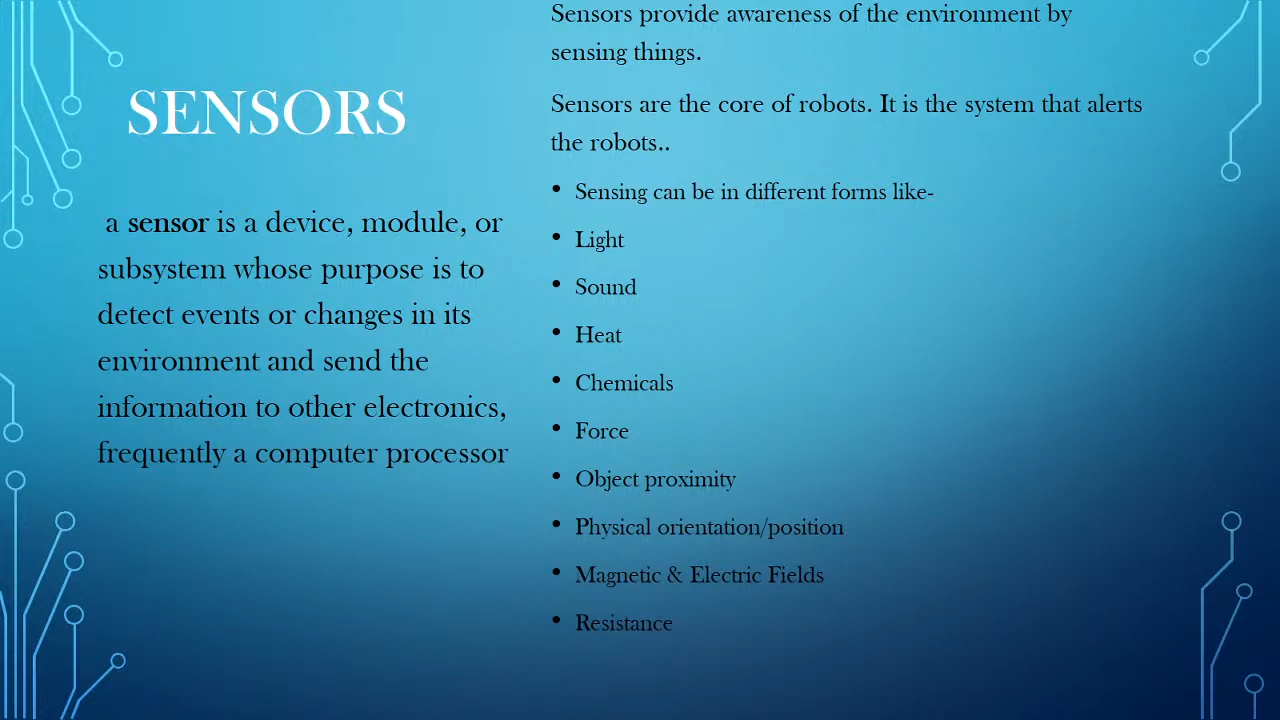 SENSORS
a sensor is a device, module, or
subsystem whose purpose is to
detect events or changes in its
environment and send the
information to other electronics,
frequently a computer processor
Sensors provide awareness of the environment by
sensing things.
Sensors are the core of robots. It is the system that alerts
the robots..
• Sensing can be in different forms like-
• Light
• Sound
• Heat
• Chemicals
• Force
• Object proximity
• Physical orientation/position
• Magnetic & Electric Fields
• Resistance